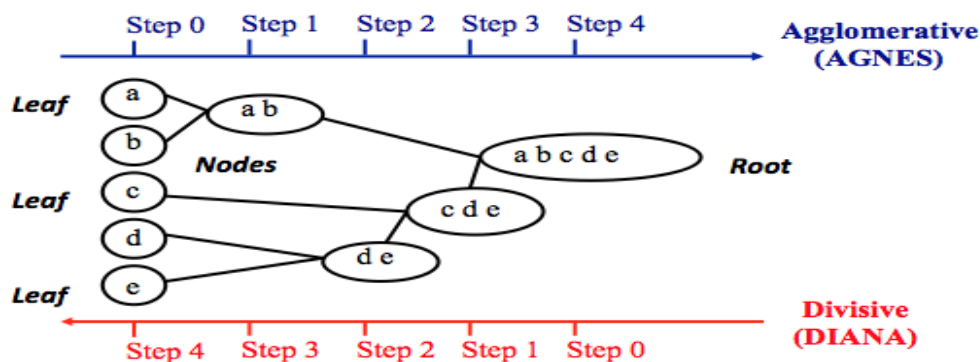 Step 0 Step 1 Step 2 Step 3 Step 4
Agglomerative
(AGNES)
Leaf a
a b
b
Nodes
a b c d e
Root
Leaf c
c d e
d
d e
Leaf e
Divisive
(DIANA)
Step 4 Step 3 Step 2 Step 1 Step 0